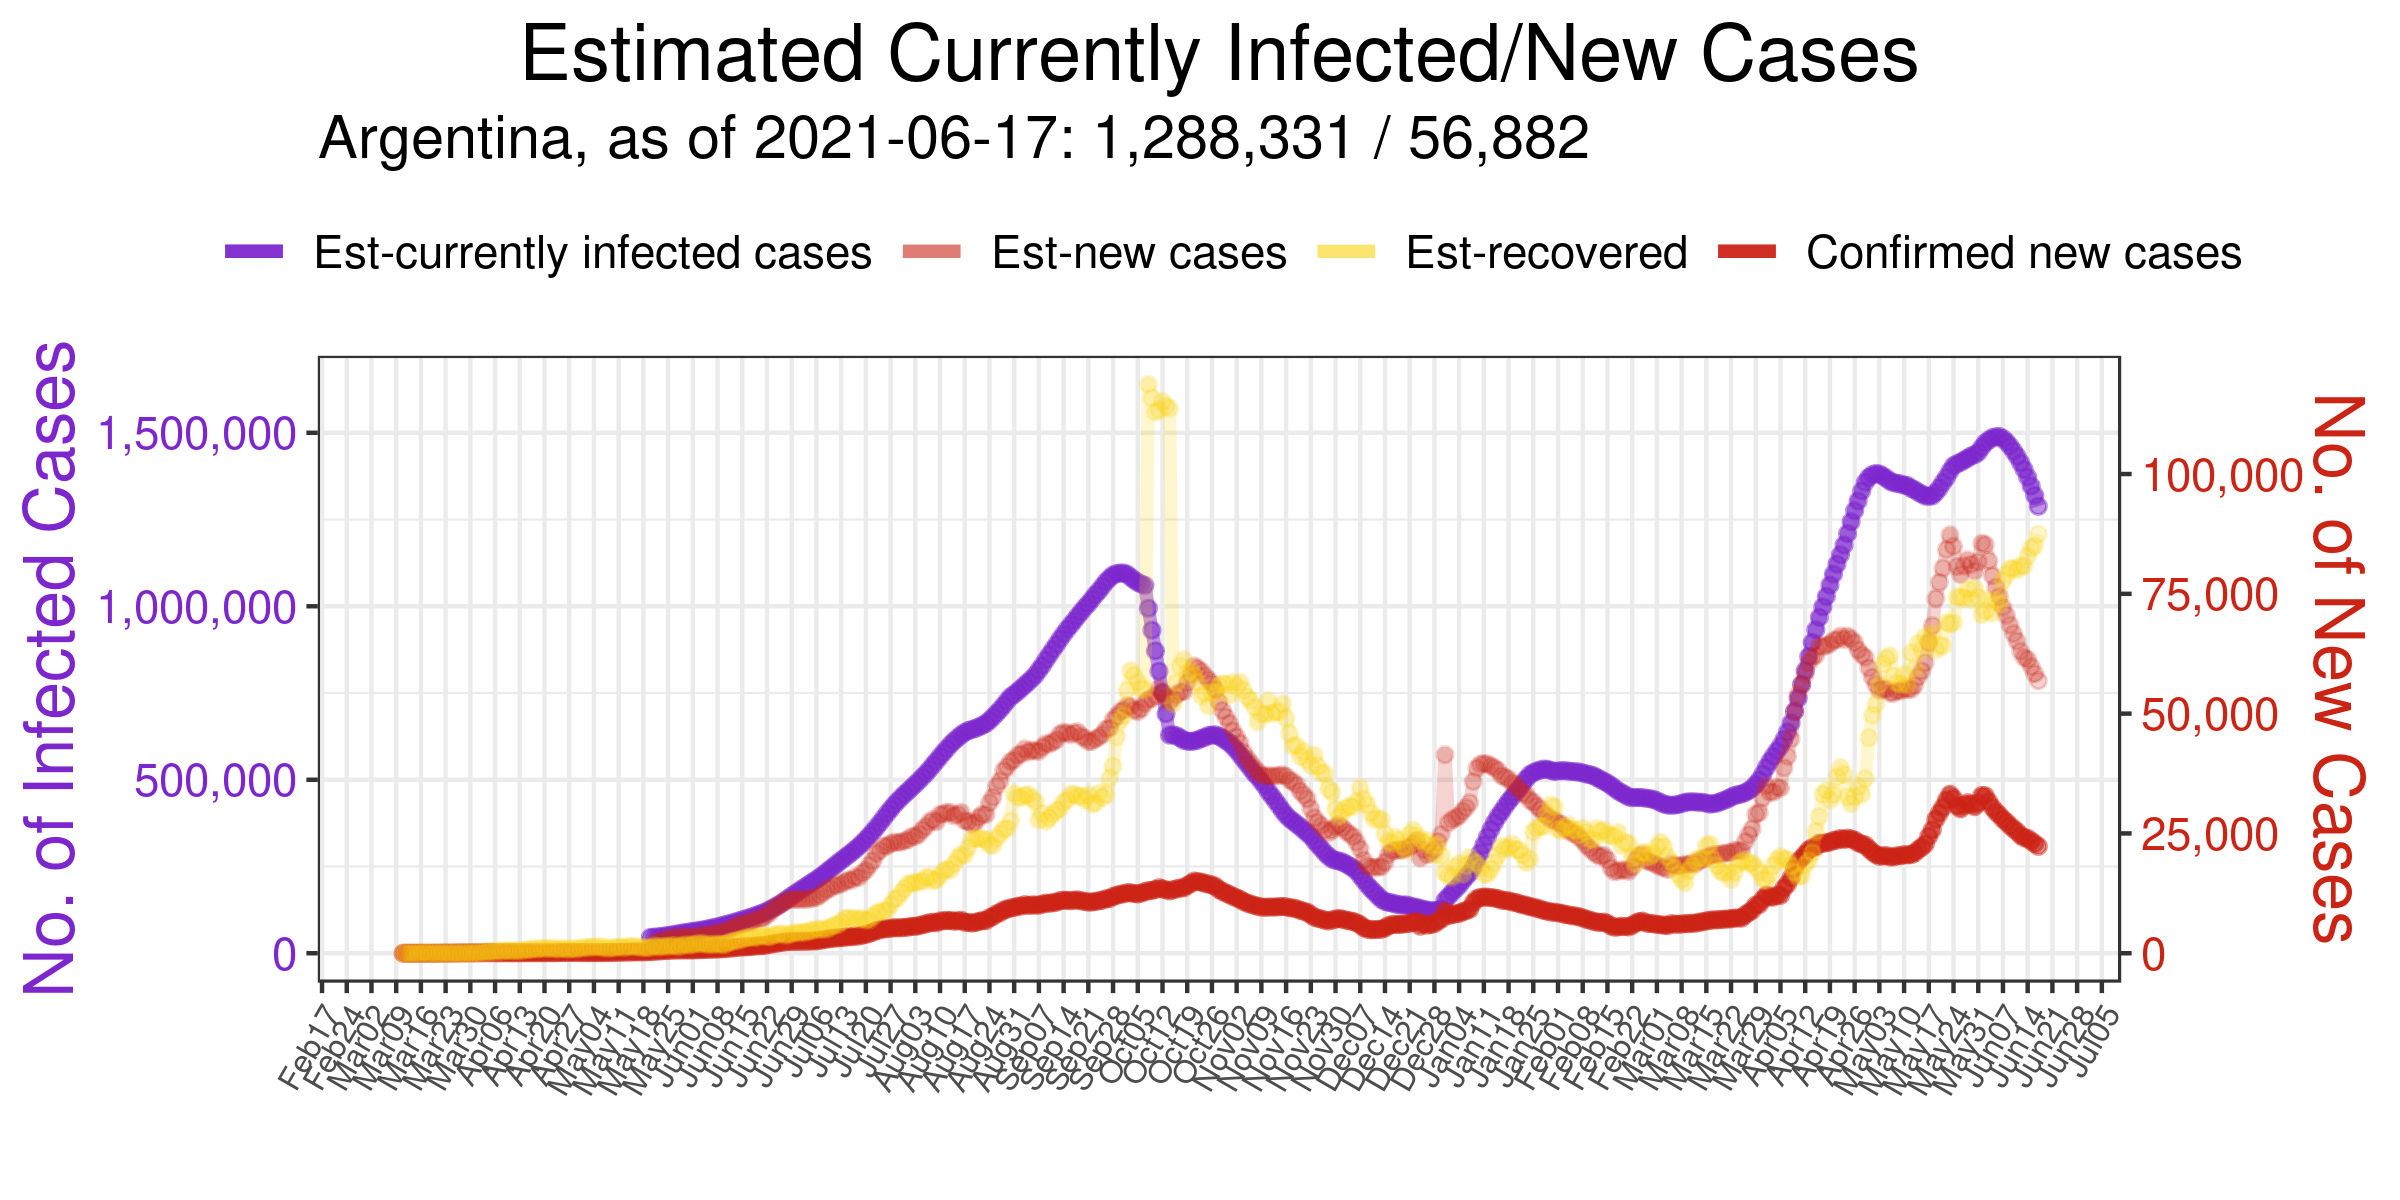 Estimated Currently Infected/New Cases
Argentina, as of 2021-06-17: 1,288,331 / 56,882
Est-currently infected cases Est-new cases Est-recovered Confirmed new cases
No. of Infected Cases
1,500,000
1,000,000
500,000
0
100,000
75,000
50,000
25,000
0
No. of New Cases
Feb17
Feb24
Mar02
Mar09
Mar16
Mar23
Mar30
Apr06
Apr13
Apr20
Apr27
May04
May11
May18
May25
Jun01
Jun08
Jun15
Jun22
Jun29
Jul06
Jul13
Jul20
Jul27
Aug03
Aug10
Aug17
Aug24
Aug31
Sep07
Sep14
Sep21
Sep28
Oct05
Oct12
Oct19
Oct26
Nov02
Nov09
Nov16
Nov23
Nov30
Dec07
Dec14
Dec21
Dec28
Jan04
Jan11
Jan18
Jan25
Feb01
Feb08
Feb15
Feb22
Mar01
Mar08
Mar15
Mar22
Mar29
Apr05
Apr12
Apr19
Apr26
May03
May10
May17
May24
May31
Jun07
Jun14
Jun21
Jun28
Jul05